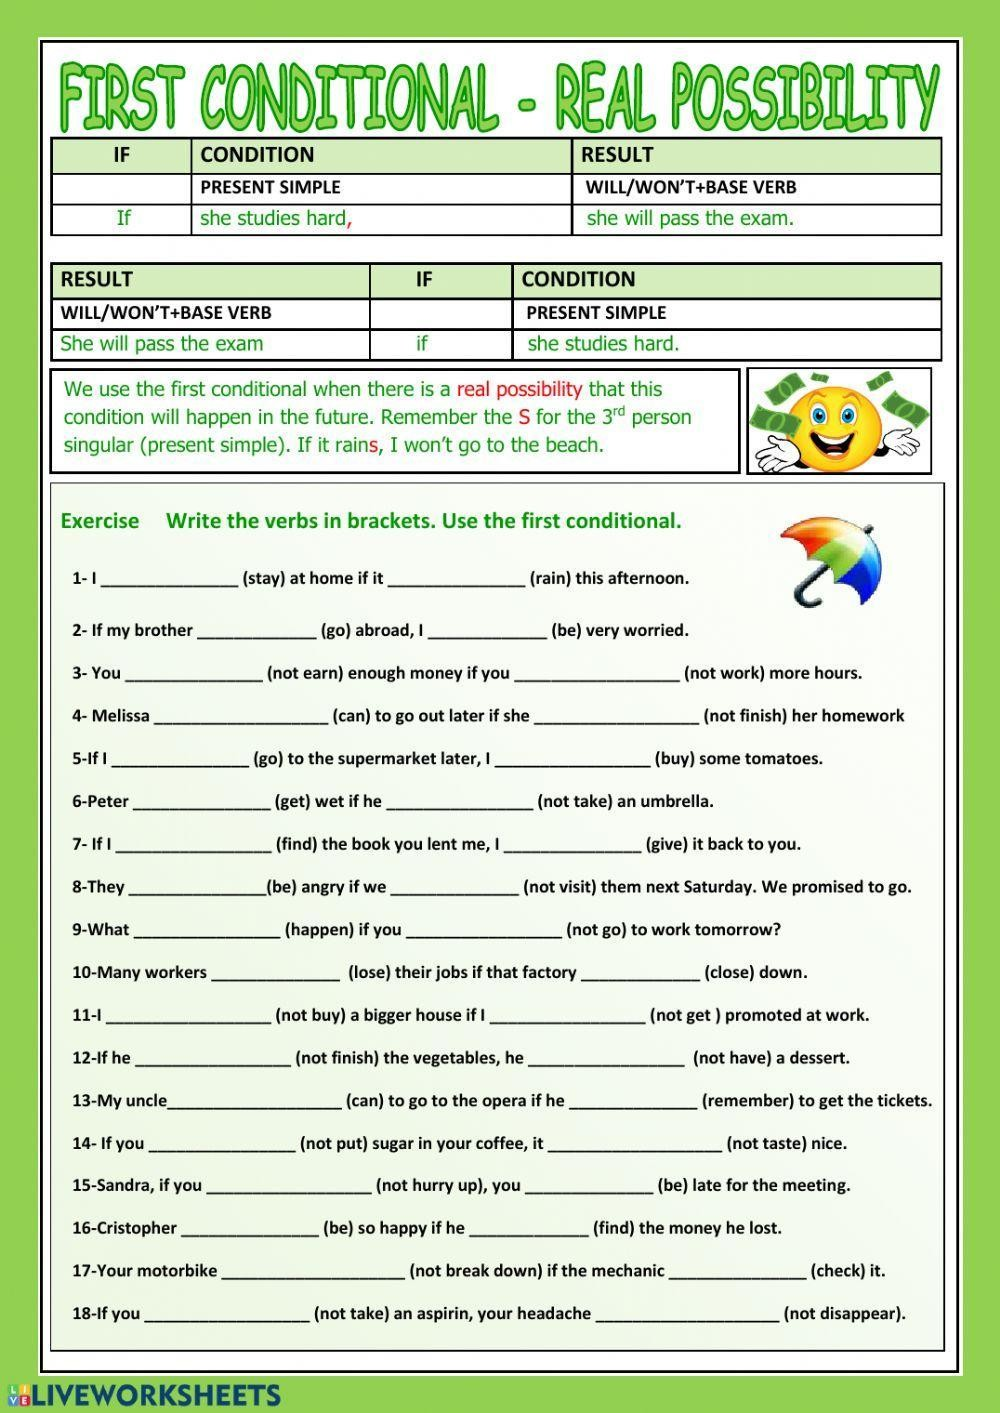 FIRST CONDITIONAL - REAL POSSIBILITY
IF CONDITION RESULT
PRESENT SIMPLE WILL/WON'T+BASE VERB
If she studies hard, she will pass the exam.
RESULT IF CONDITION
WILL/WON'T+BASE VERB PRESENT SIMPLE
She will pass the exam if she studies hard.
We use the first conditional when there is a real possibility that this
condition will happen in the future. Remember the S for the 3rd person
singular (present simple). If it rains, I won't go to the beach.
Exercise Write the verbs in brackets. Use the first conditional.
1- I _______________ (stay) at home if it _______________ (rain) this afternoon.
2- If my brother _____________ (go) abroad, I _____________ (be) very worried.
3- You _______________ (not earn) enough money if you __________________ (not work) more hours.
4- Melissa ___________________ (can) to go out later if she __________________ (not finish) her homework
5-If I _______________ (go) to the supermarket later, I _________________ (buy) some tomatoes.
6-Peter _______________ (get) wet if he ________________ (not take) an umbrella.
7- If I _________________ (find) the book you lent me, I _______________ (give) it back to you.
8-They _______________(be) angry if we ______________ (not visit) them next Saturday. We promised to go.
9-What ________________ (happen) if you _________________ (not go) to work tomorrow?
10-Many workers ______________ (lose) their jobs if that factory _____________ (close) down.
11-I __________________ (not buy) a bigger house if I _________________ (not get ) promoted at work.
12-If he _________________ (not finish) the vegetables, he _________________ (not have) a dessert.
13-My uncle___________________ (can) to go to the opera if he ______________ (remember) to get the tickets.
14- If you ________________ (not put) sugar in your coffee, it ___________________ (not taste) nice.
15-Sandra, if you __________________ (not hurry up), you ______________ (be) late for the meeting.
16-Cristopher _______________ (be) so happy if he _____________ (find) the money he lost.
17-Your motorbike ____________________ (not break down) if the mechanic _______________ (check) it.
18-If you __________________ (not take) an aspirin, your headache ____________________ (not disappear).
LIVE LIVEWORKSHEETS